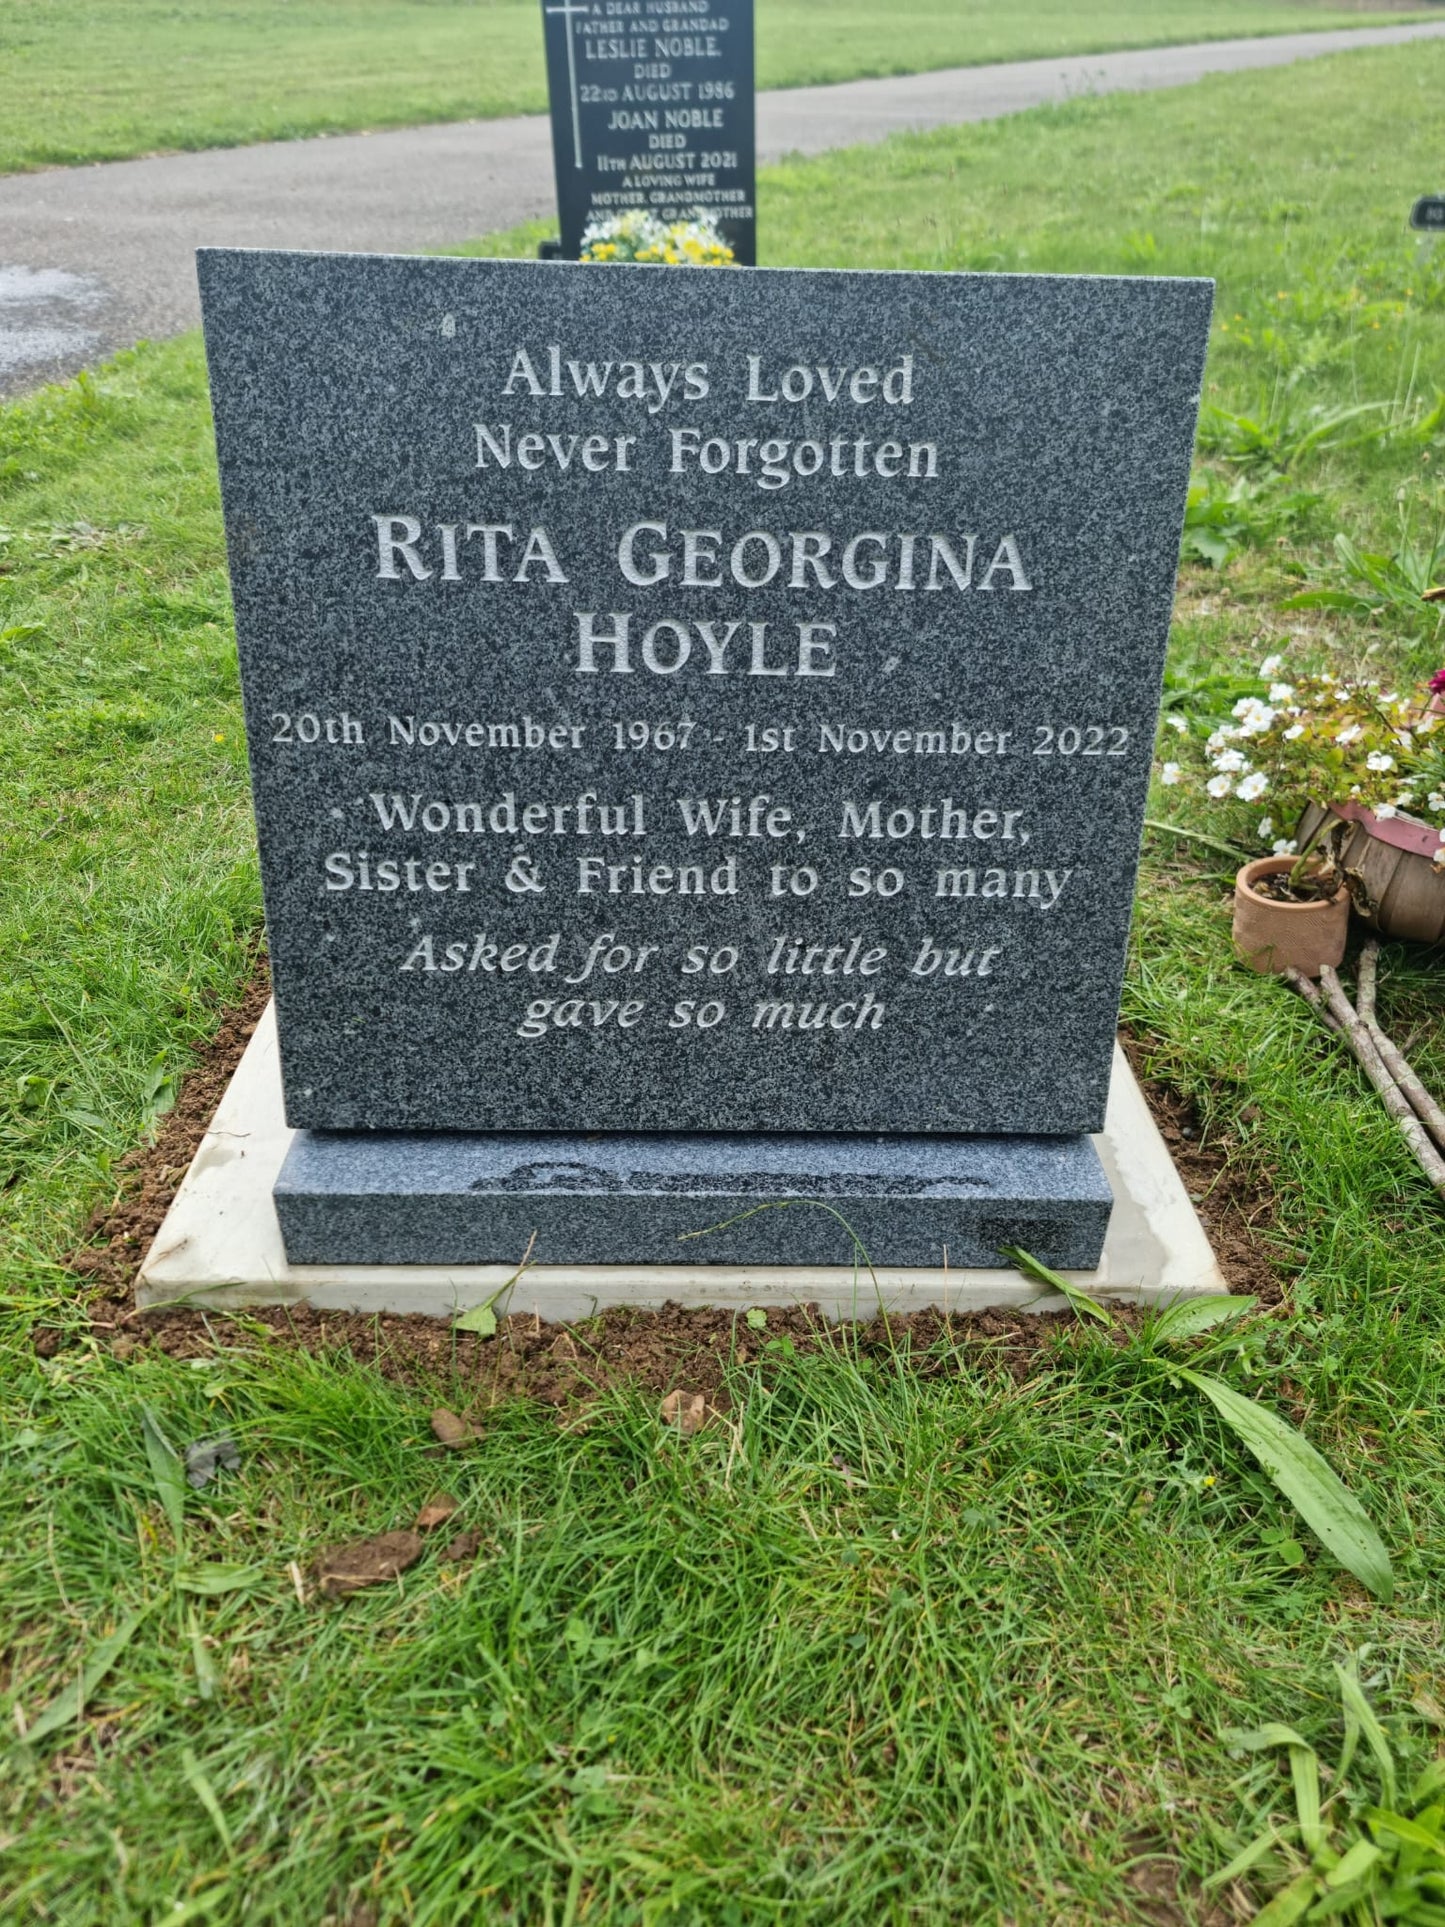 A DEAR HUSBAND
FATHER AND GRANDAD
LESLIE NOBLE.
DIED
22ND AUGUST 1986
JOAN NOBLE
DIED
11TH AUGUST 2021
A LOVING WIFE
MOTHER, GRANDMOTHER
Always Loved
Never Forgotten
RITA GEORGINA
HOYLE
20th November 1967 - 1st November 2022
Wonderful Wife, Mother,
Sister & Friend to so many
Asked for so little but
gave so much